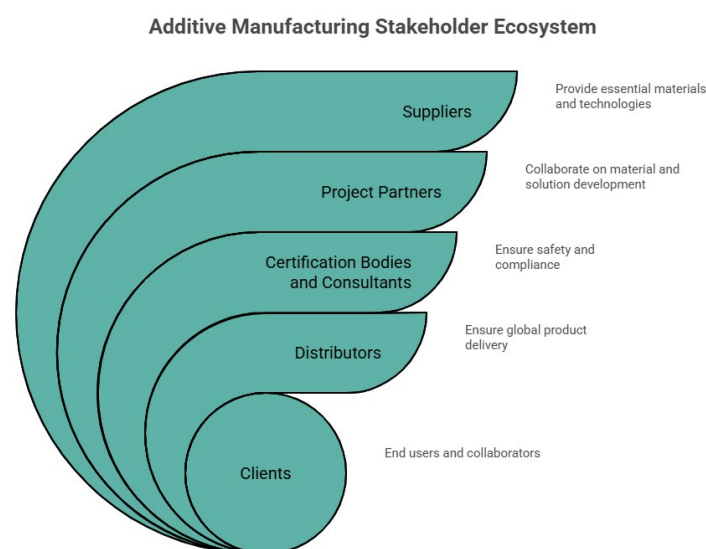 Additive Manufacturing Stakeholder Ecosystem
Suppliers
Provide essential materials
and technologies
Project Partners
Collaborate on material and
solution development
Certification Bodies
and Consultants
Ensure safety and
compliance
Distributors
Ensure global product
delivery
Clients
End users and collaborators